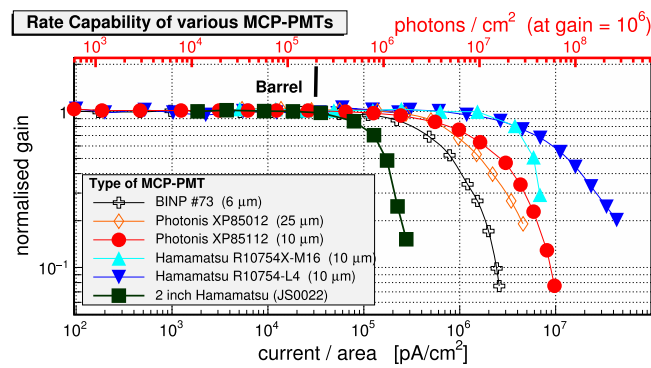 Rate Capability of various MCP-PMTs
photons / cm² (at gain = 10⁶)
10³ 10⁴ 10⁵ 10⁶ 10⁷ 10⁸
Barrel
normalised gain
1
10⁻¹
Type of MCP-PMT
BINP #73 (6 μm)
Photonis XP85012 (25 μm)
Photonis XP85112 (10 μm)
Hamamatsu R10754X-M16 (10 μm)
Hamamatsu R10754-L4 (10 μm)
2 inch Hamamatsu (JS0022)
10² 10³ 10⁴ 10⁵ 10⁶ 10⁷
current / area [pA/cm²]